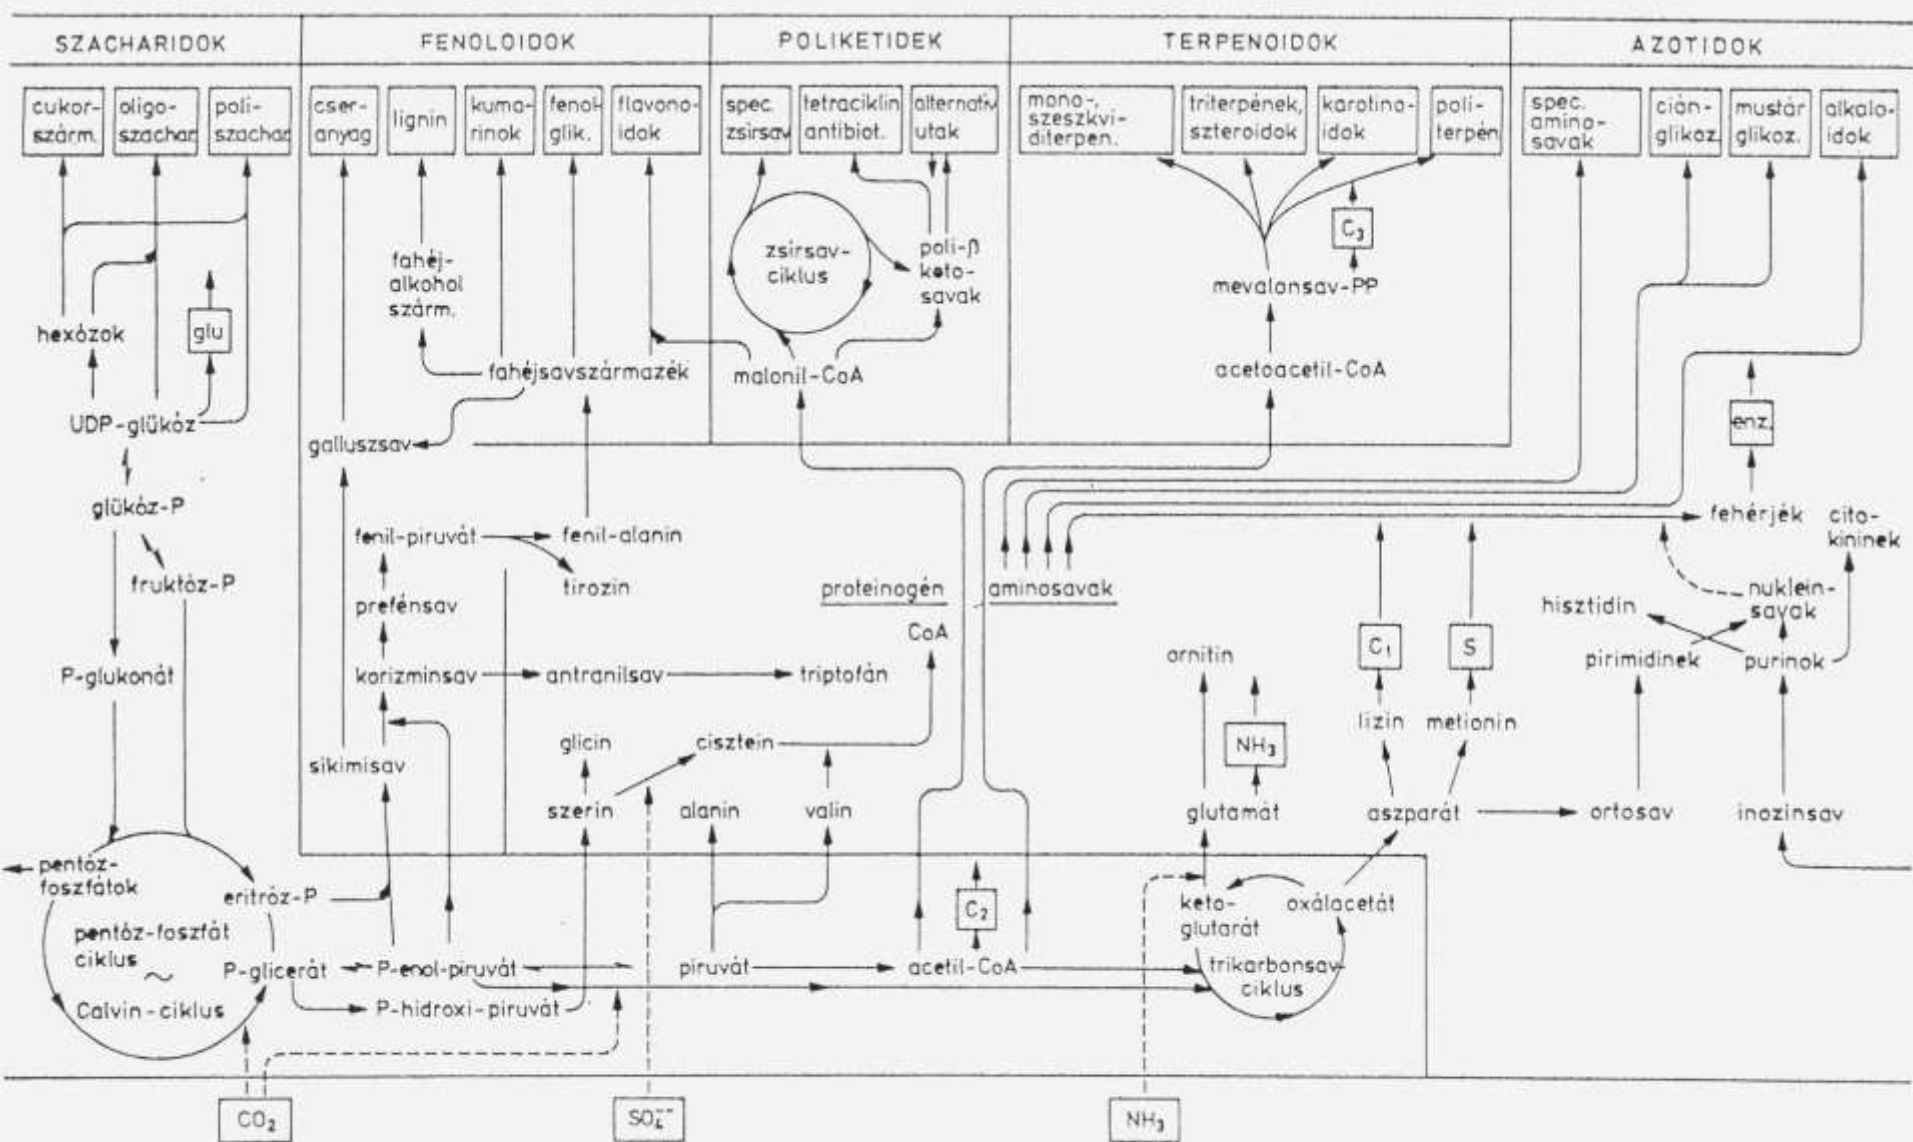 SZACHARIDOK
FENOLOIDOK
POLIKETIDEK
TERPENOIDOK
AZOTIDOK
cukor-
szárm.
oligo-
szachar.
poli-
szachar.
cser-
anyag
lignin
kuma-
rinok
fenol-
glik.
flavono-
idok
spec.
zsírsav
tetraciklin
antibiot.
alternatív
utak
mono-,
szeszkvi-
diterpen.
triterpének,
szteroidok
karotino-
idok
poli-
terpén
spec.
amino-
savak
cián-
glikoz.
mustár
glikoz.
alkalo-
idok
hexózok
glu
fahéj-
alkohol
szárm.
zsírsav-
ciklus
poli-β
keto-
savak
C₃
mevalonsav-PP
fahéjsavszármazék
malonil-CoA
acetoacetil-CoA
UDP-glükóz
galluszsav
enz.
glükóz-P
fruktóz-P
fenil-piruvát
fenil-alanin
tirozin
fehérjék
cito-
kininek
prefénsav
proteinogén
aminosavak
hisztidin
nuklein-
savak
CoA
P-glukonát
korizminsav
antranilsav
triptofán
ornitin
C₁
S
pirimidinek
purinok
sikimisav
glicin
cisztein
NH₃
lizin
metionin
szerin
alanin
valin
glutamát
aszparát
ortosav
inozinsav
pentóz-
foszfátok
eritróz-P
pentóz-foszfát
ciklus
~
Calvin-ciklus
C₂
keto-
glutarát
oxálacetát
P-glicerát
P-enol-piruvát
piruvát
acetil-CoA
trikarbonsav-
ciklus
P-hidroxi-piruvát
CO₂
SO₄⁻⁻
NH₃